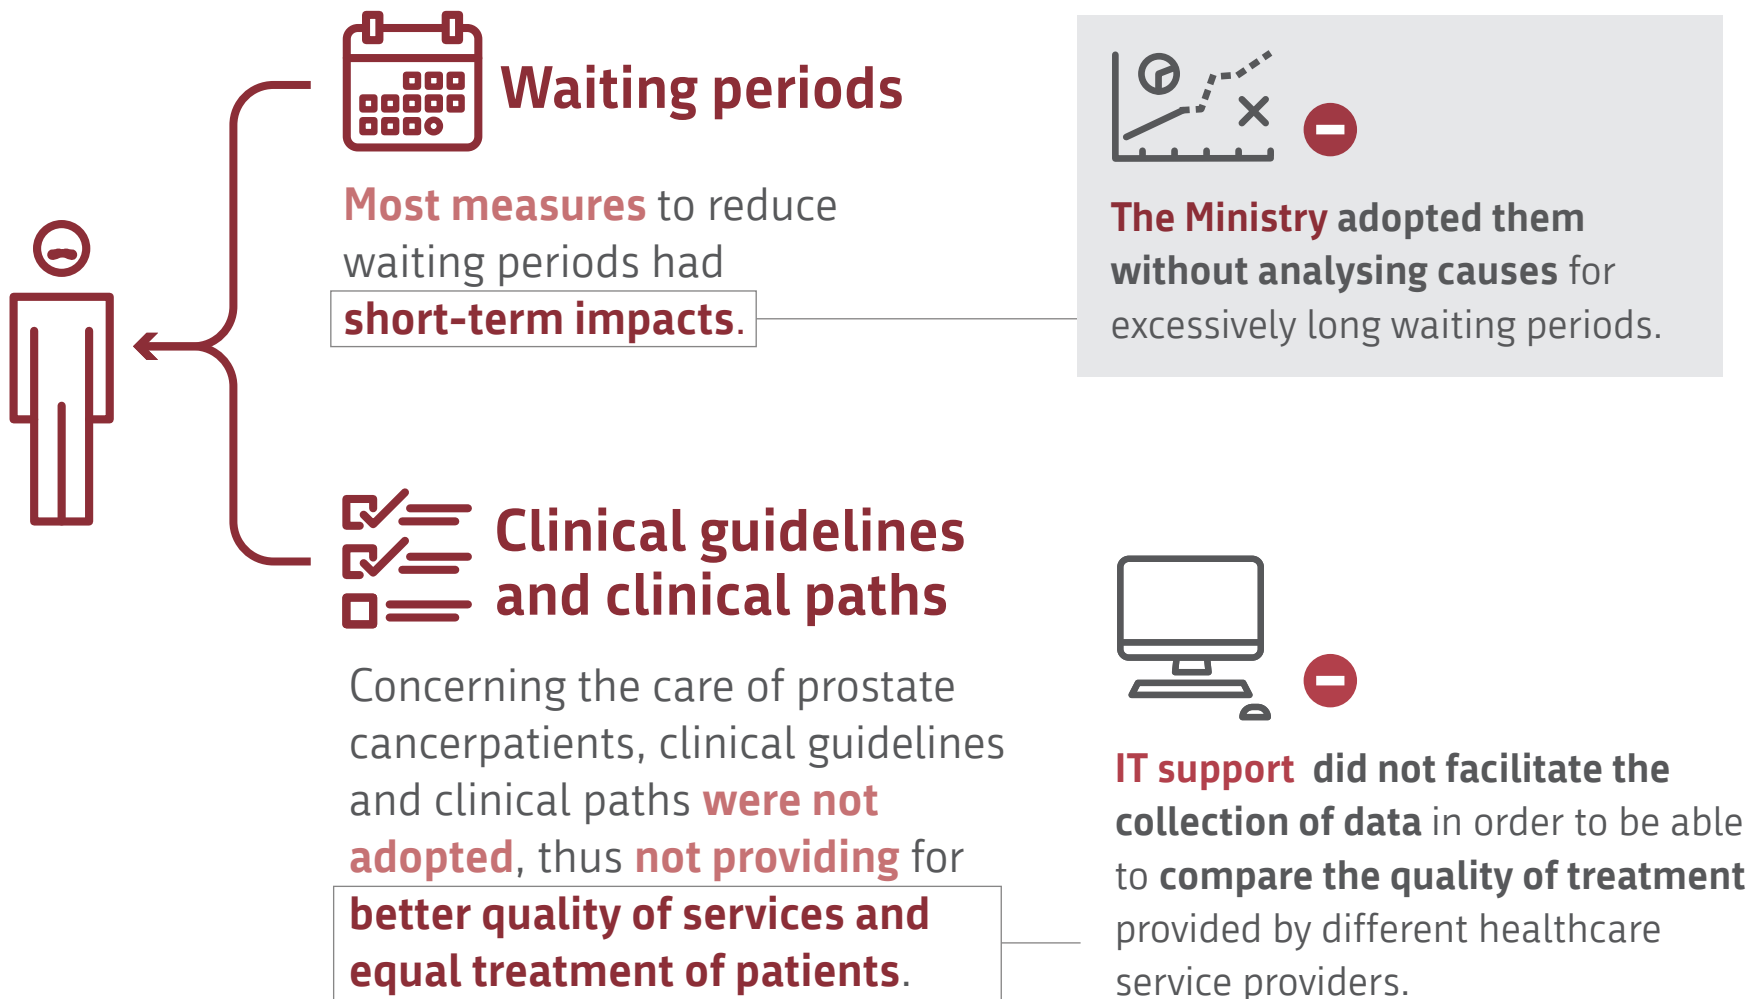 Waiting periods
Most measures to reduce
waiting periods had
short-term impacts.
The Ministry adopted them
without analysing causes for
excessively long waiting periods.
Clinical guidelines
and clinical paths
Concerning the care of prostate
cancerpatients, clinical guidelines
and clinical paths were not
adopted, thus not providing for
better quality of services and
equal treatment of patients.
IT support did not facilitate the
collection of data in order to be able
to compare the quality of treatment
provided by different healthcare
service providers.